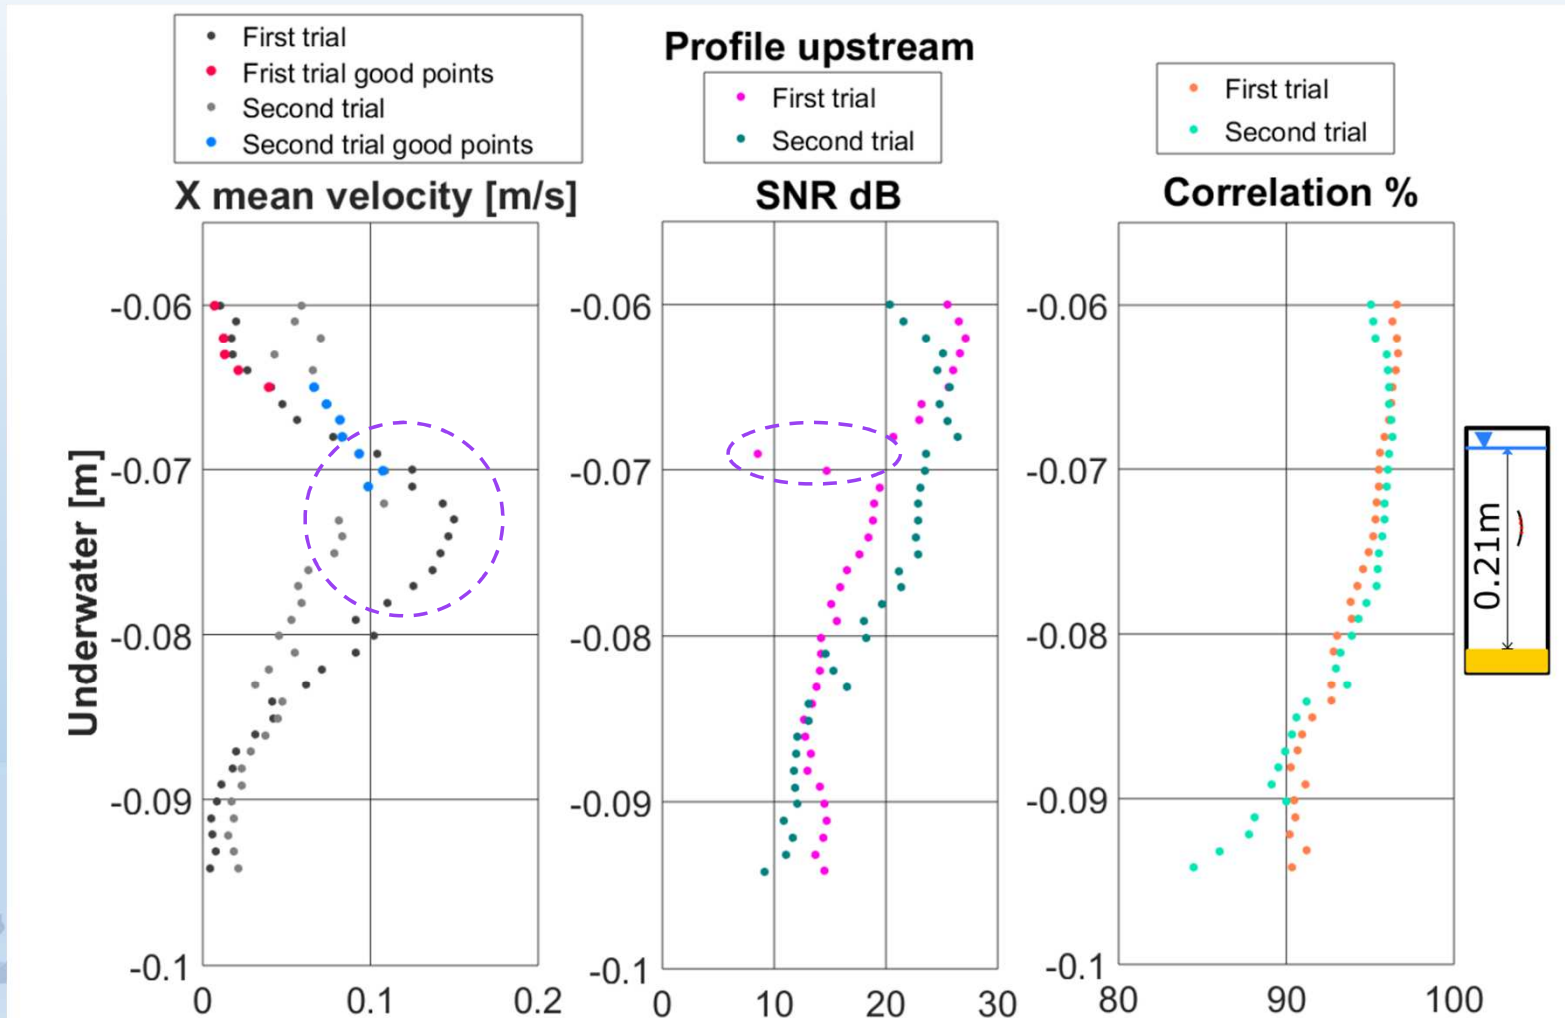 First trial
Frist trial good points
Second trial
Second trial good points
Profile upstream
First trial
Second trial
First trial
Second trial
X mean velocity [m/s]
SNR dB
Correlation %
Underwater [m]
-0.06
-0.07
-0.08
-0.09
-0.1
0
0.1
0.2
-0.06
-0.07
-0.08
-0.09
-0.1
0
10
20
30
-0.06
-0.07
-0.08
-0.09
-0.1
80
90
100
0.21m